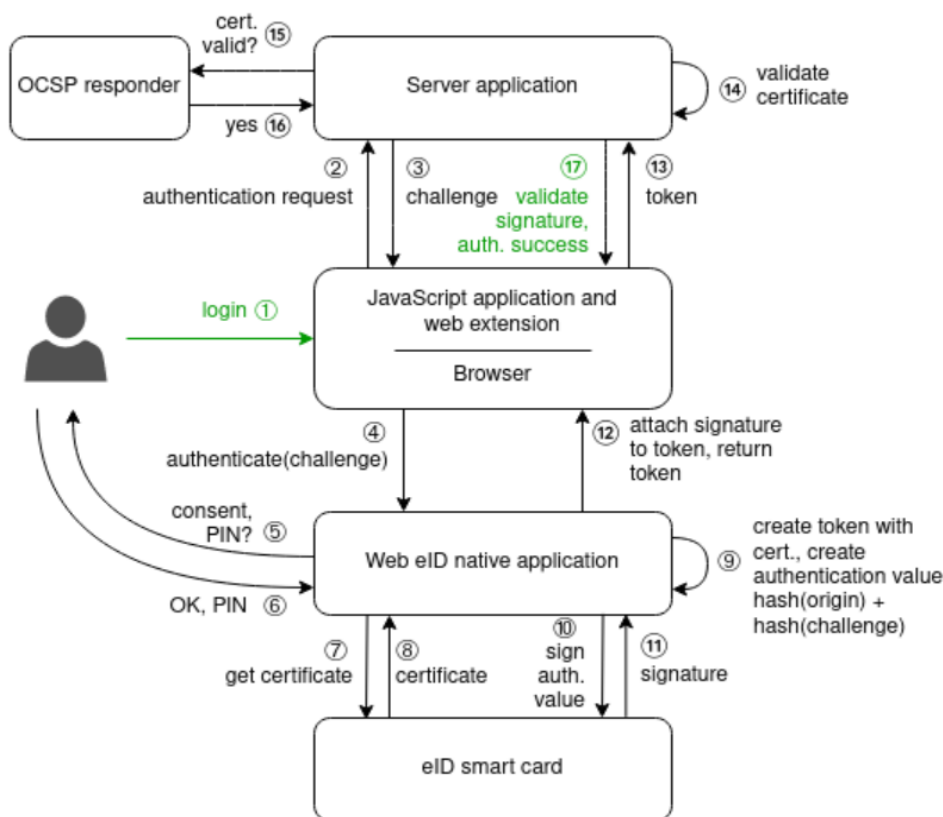 cert. ⑮
valid?
OCSP responder
Server application
⑭ validate
certificate
yes ⑯
②
authentication request
③
challenge
⑰
validate
signature,
auth. success
⑬
token
login ①
JavaScript application and
web extension
Browser
④
authenticate(challenge)
⑫ attach signature
to token, return
token
consent,
PIN? ⑤
Web eID native application
OK, PIN ⑥
⑨ create token with
cert., create
authentication value
hash(origin) +
hash(challenge)
⑦
get certificate
⑧
certificate
⑩
sign
auth.
value
⑪
signature
eID smart card